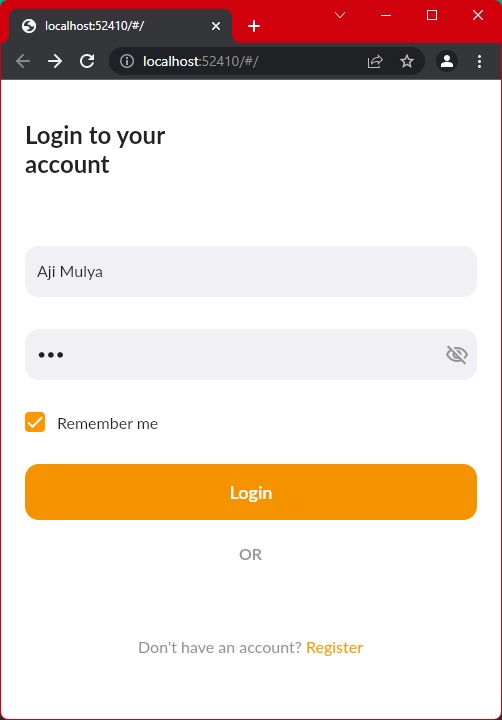 localhost:52410/#/
localhost:52410/#/
Login to your
account
Aji Mulya
•••
Remember me
Login
OR
Don't have an account? Register